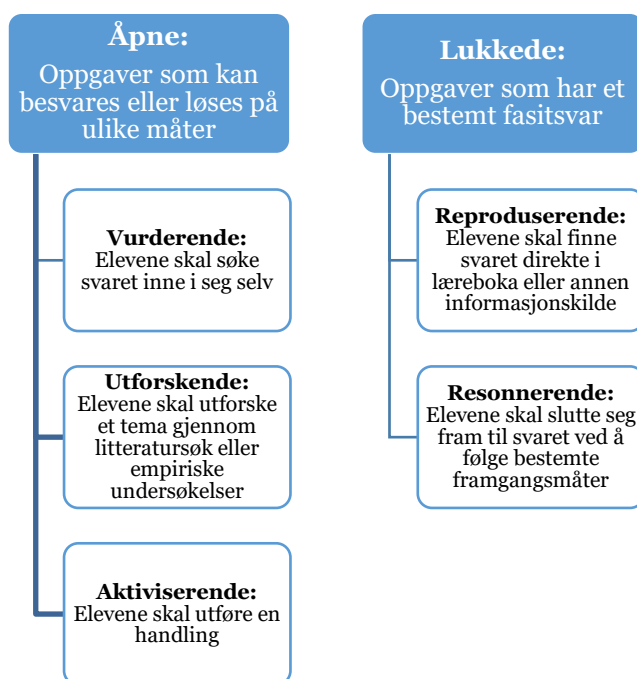 Åpne:
Oppgaver som kan
besvares eller løses på
ulike måter
Vurderende:
Elevene skal søke
svaret inne i seg selv
Utforskende:
Elevene skal utforske
et tema gjennom
litteratursøk eller
empiriske
undersøkelser
Aktiviserende:
Elevene skal utføre en
handling
Lukkede:
Oppgaver som har et
bestemt fasitsvar
Reproduserende:
Elevene skal finne
svaret direkte i
læreboka eller annen
informasjonskilde
Resonnerende:
Elevene skal slutte seg
fram til svaret ved å
følge bestemte
framgangsmåter